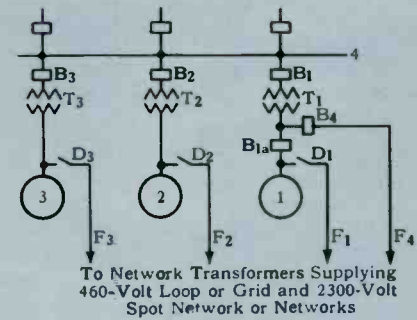 4
B3 B2 B1
T3 T2 T1
B4
B1a
D3 D2 D1
3 2 1
F3 F2 F1 F4
To Network Transformers Supplying
460-Volt Loop or Grid and 2300-Volt
Spot Network or Networks